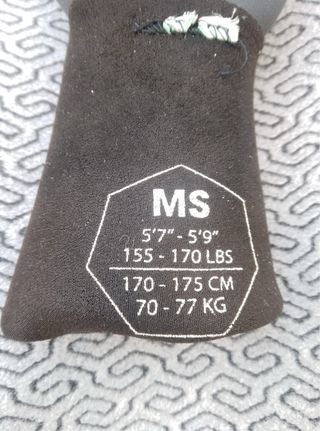 MS
5'7" - 5'9"
155 - 170 LBS
170 - 175 CM
70 - 77 KG